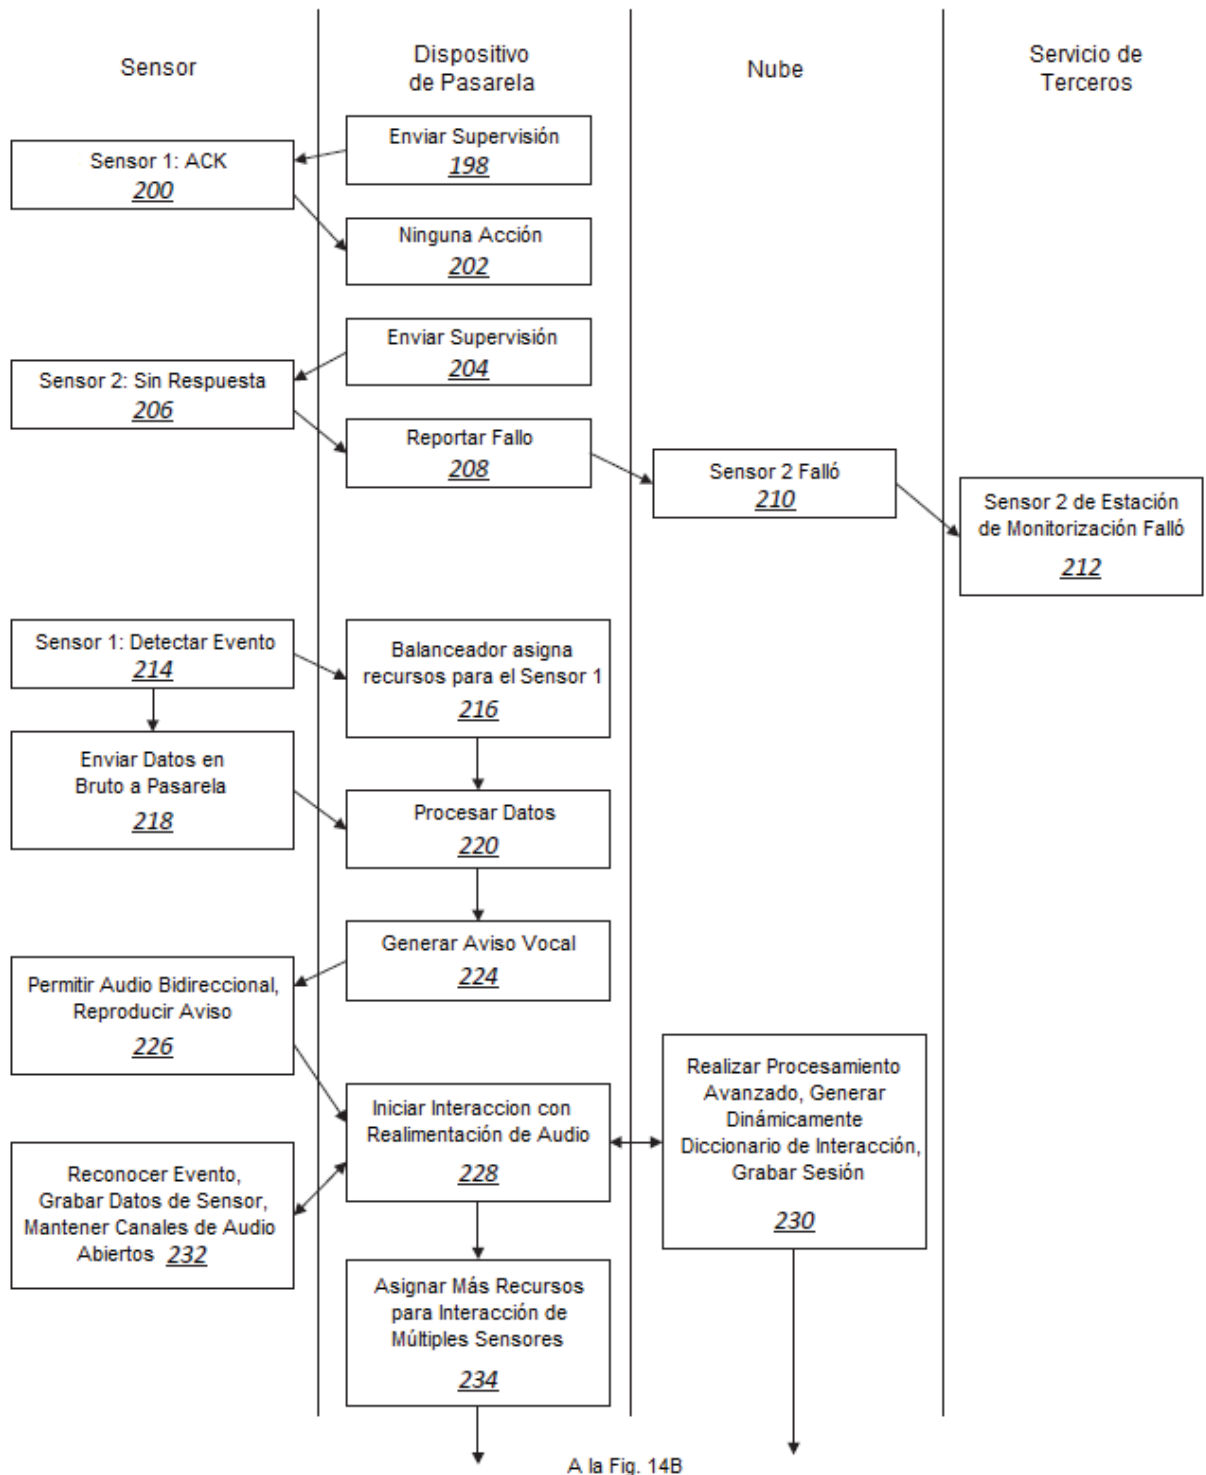 Sensor
Dispositivo
de Pasarela
Nube
Servicio de
Terceros
Enviar Supervisión
198
Sensor 1: ACK
200
Ninguna Acción
202
Enviar Supervisión
204
Sensor 2: Sin Respuesta
206
Reportar Fallo
208
Sensor 2 Falló
210
Sensor 2 de Estación
de Monitorización Falló
212
Sensor 1: Detectar Evento
214
Balanceador asigna
recursos para el Sensor 1
216
Enviar Datos en
Bruto a Pasarela
218
Procesar Datos
220
Generar Aviso Vocal
224
Permitir Audio Bidireccional,
Reproducir Aviso
226
Iniciar Interaccion con
Realimentación de Audio
228
Realizar Procesamiento
Avanzado, Generar
Dinámicamente
Diccionario de Interacción,
Grabar Sesión
230
Reconocer Evento,
Grabar Datos de Sensor,
Mantener Canales de Audio
Abiertos 232
Asignar Más Recursos
para Interacción de
Múltiples Sensores
234
A la Fig. 14B